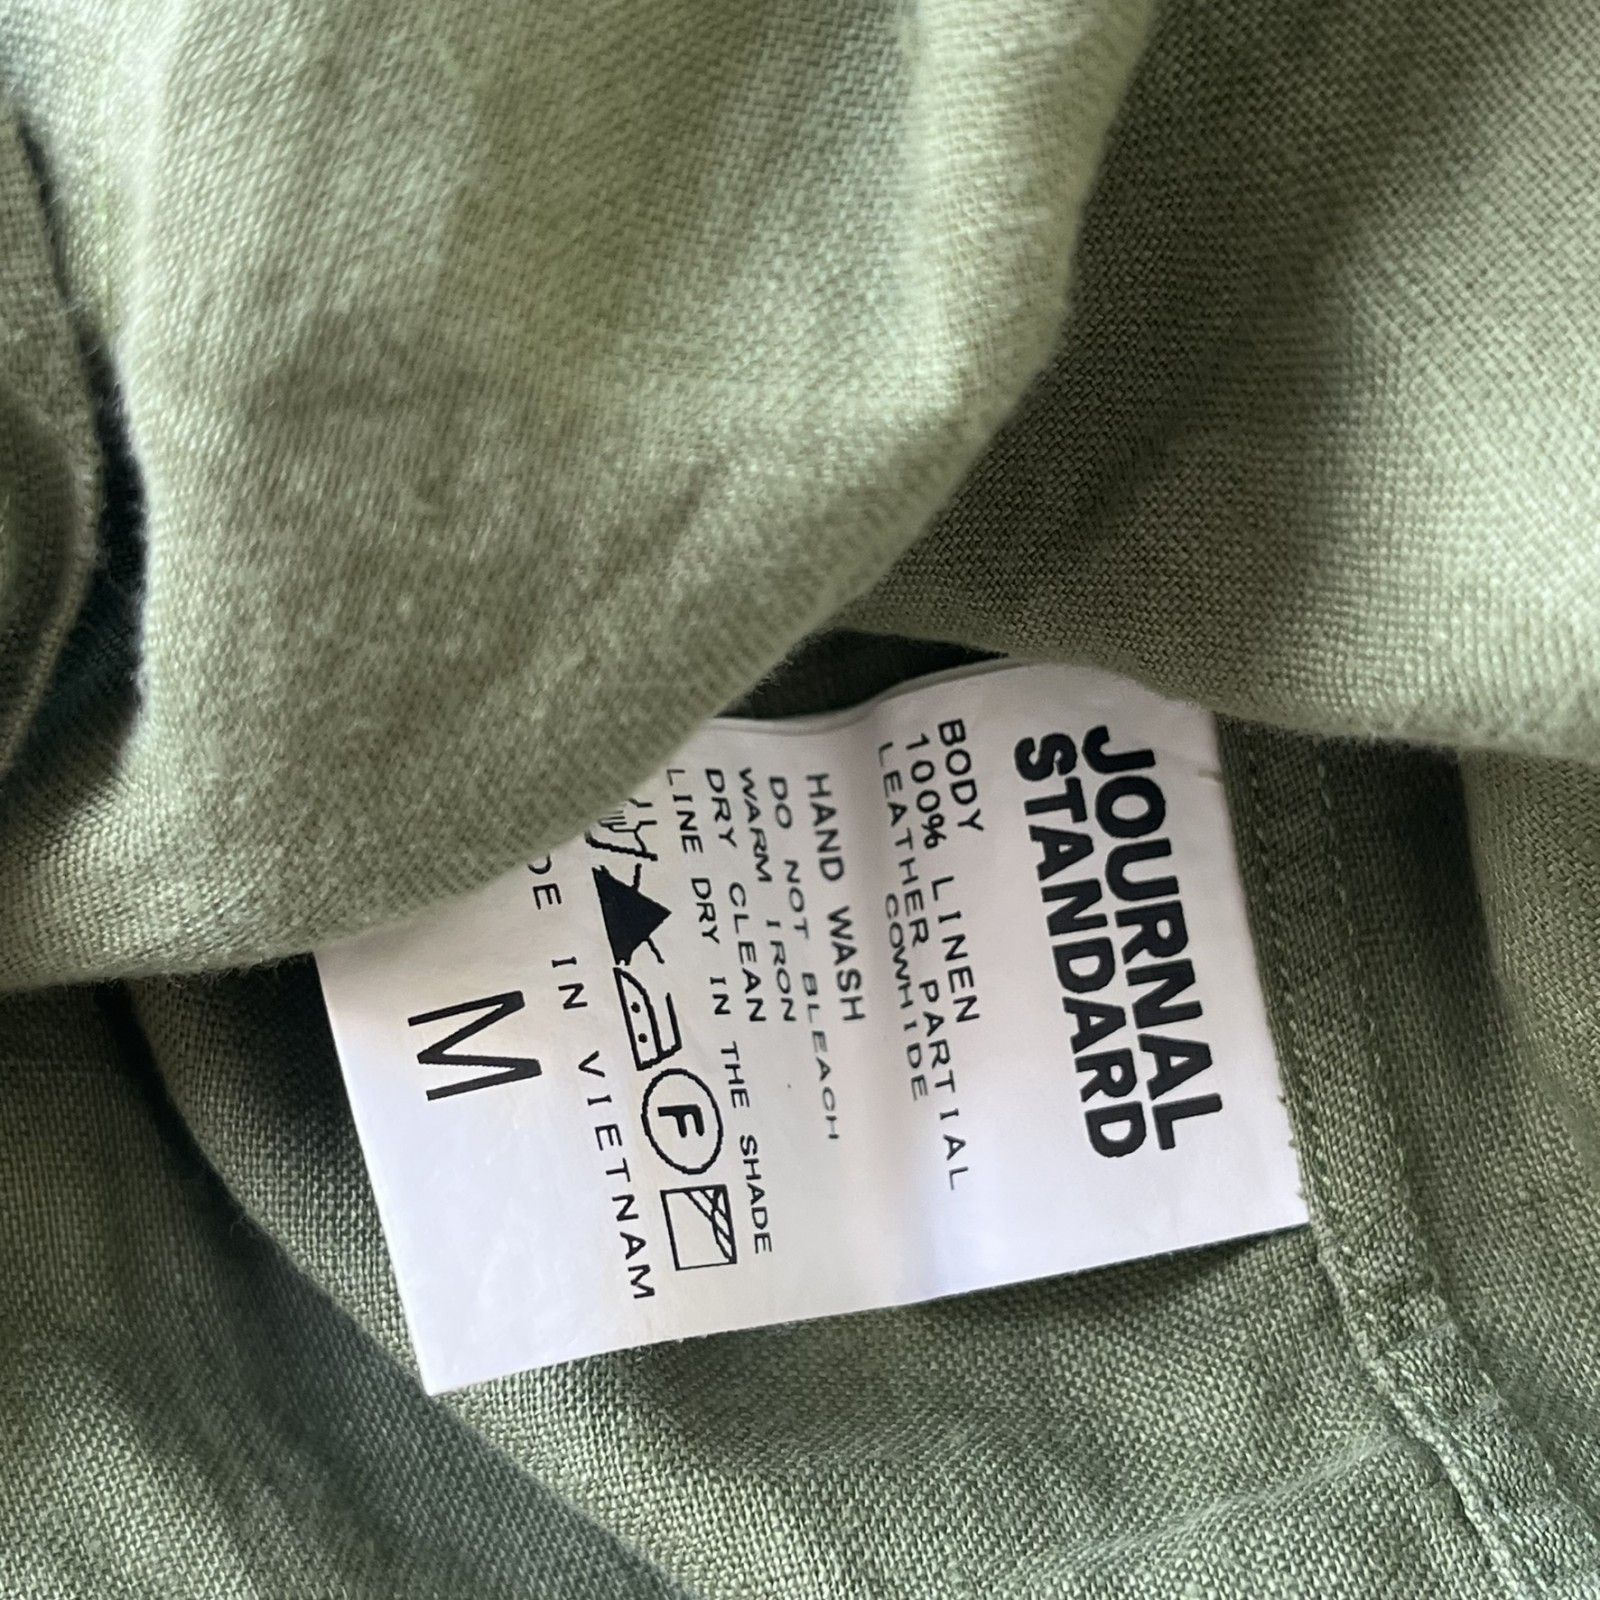 JOURNAL
STANDARD
BODY
100% LINEN
LEATHER PARTIAL
COWHIDE
HAND WASH
DO NOT BLEACH
WARM IRON
DRY CLEAN
LINE DRY IN THE SHADE
F
DE IN VIETNAM
M